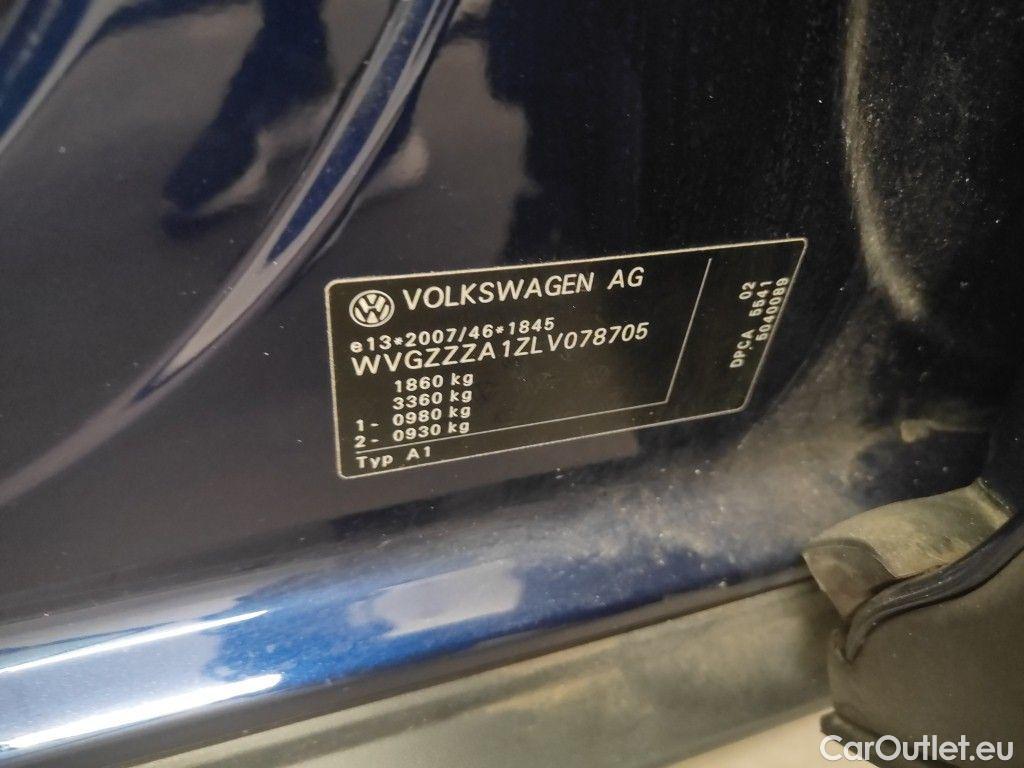 VOLKSWAGEN AG
e13*2007/46*1845
WVGZZZA1ZLV078705
1860 kg
3360 kg
1- 0980 kg
2- 0930 kg
Typ A1
02
DPCA 5541
5040089
CarOutlet.eu